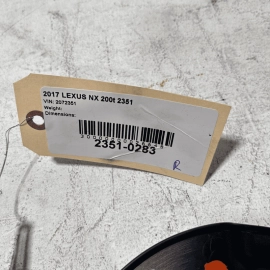 2017 LEXUS NX 200t 2351
VIN: 2072351
Weight:
Dimensions:
2351-0283
R